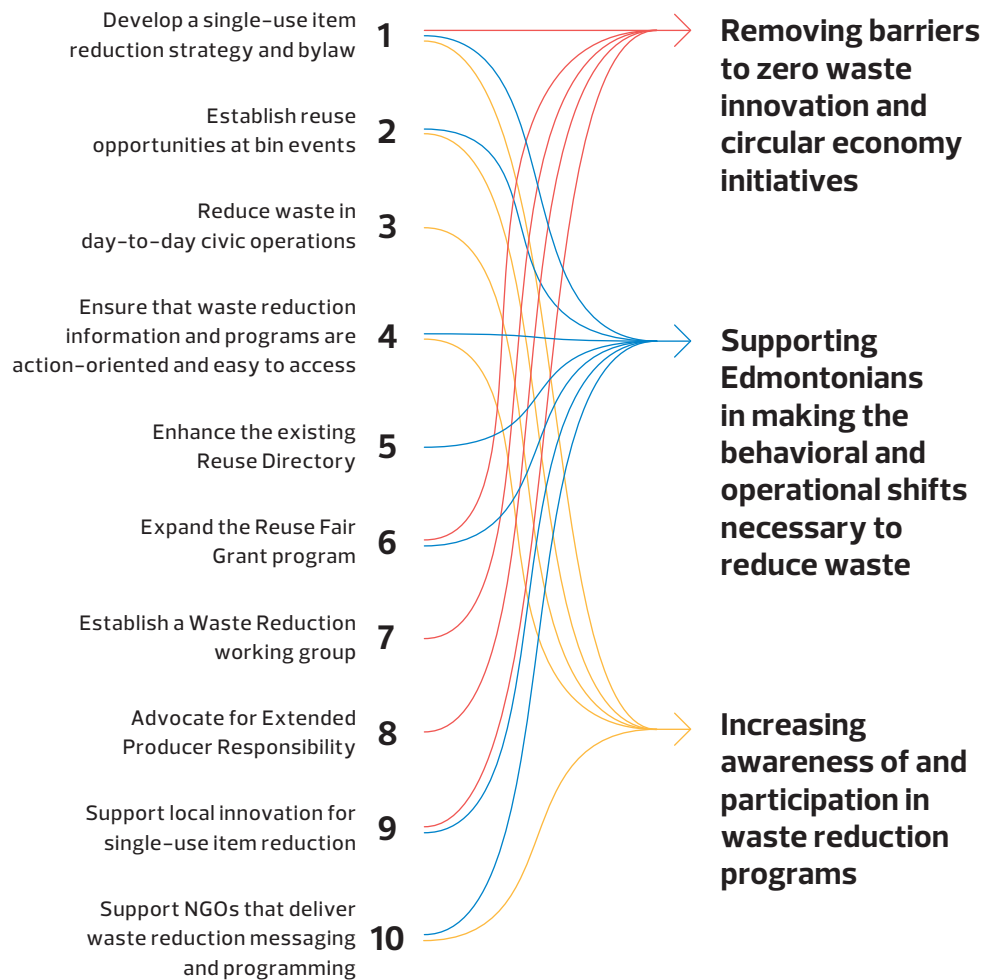 Develop a single-use item
reduction strategy and bylaw
1
Establish reuse
opportunities at bin events
2
Reduce waste in
day-to-day civic operations
3
Ensure that waste reduction
information and programs are
action-oriented and easy to access
4
Enhance the existing
Reuse Directory
5
Expand the Reuse Fair
Grant program
6
Establish a Waste Reduction
working group
7
Advocate for Extended
Producer Responsibility
8
Support local innovation for
single-use item reduction
9
Support NGOs that deliver
waste reduction messaging
and programming
10
Removing barriers
to zero waste
innovation and
circular economy
initiatives
Supporting
Edmontonians
in making the
behavioral and
operational shifts
necessary to
reduce waste
Increasing
awareness of and
participation in
waste reduction
programs